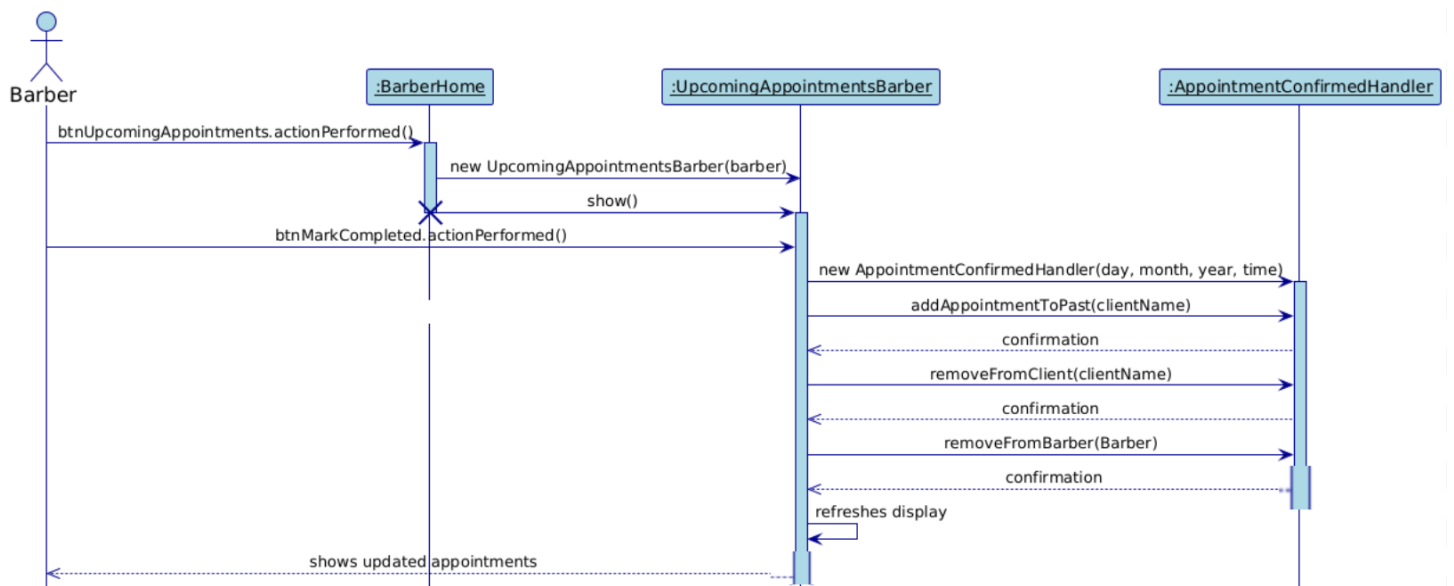 Barber
:BarberHome
:UpcomingAppointmentsBarber
:AppointmentConfirmedHandler
btnUpcomingAppointments.actionPerformed()
new UpcomingAppointmentsBarber(barber)
show()
btnMarkCompleted.actionPerformed()
new AppointmentConfirmedHandler(day, month, year, time)
addAppointmentToPast(clientName)
confirmation
removeFromClient(clientName)
confirmation
removeFromBarber(Barber)
confirmation
refreshes display
shows updated appointments